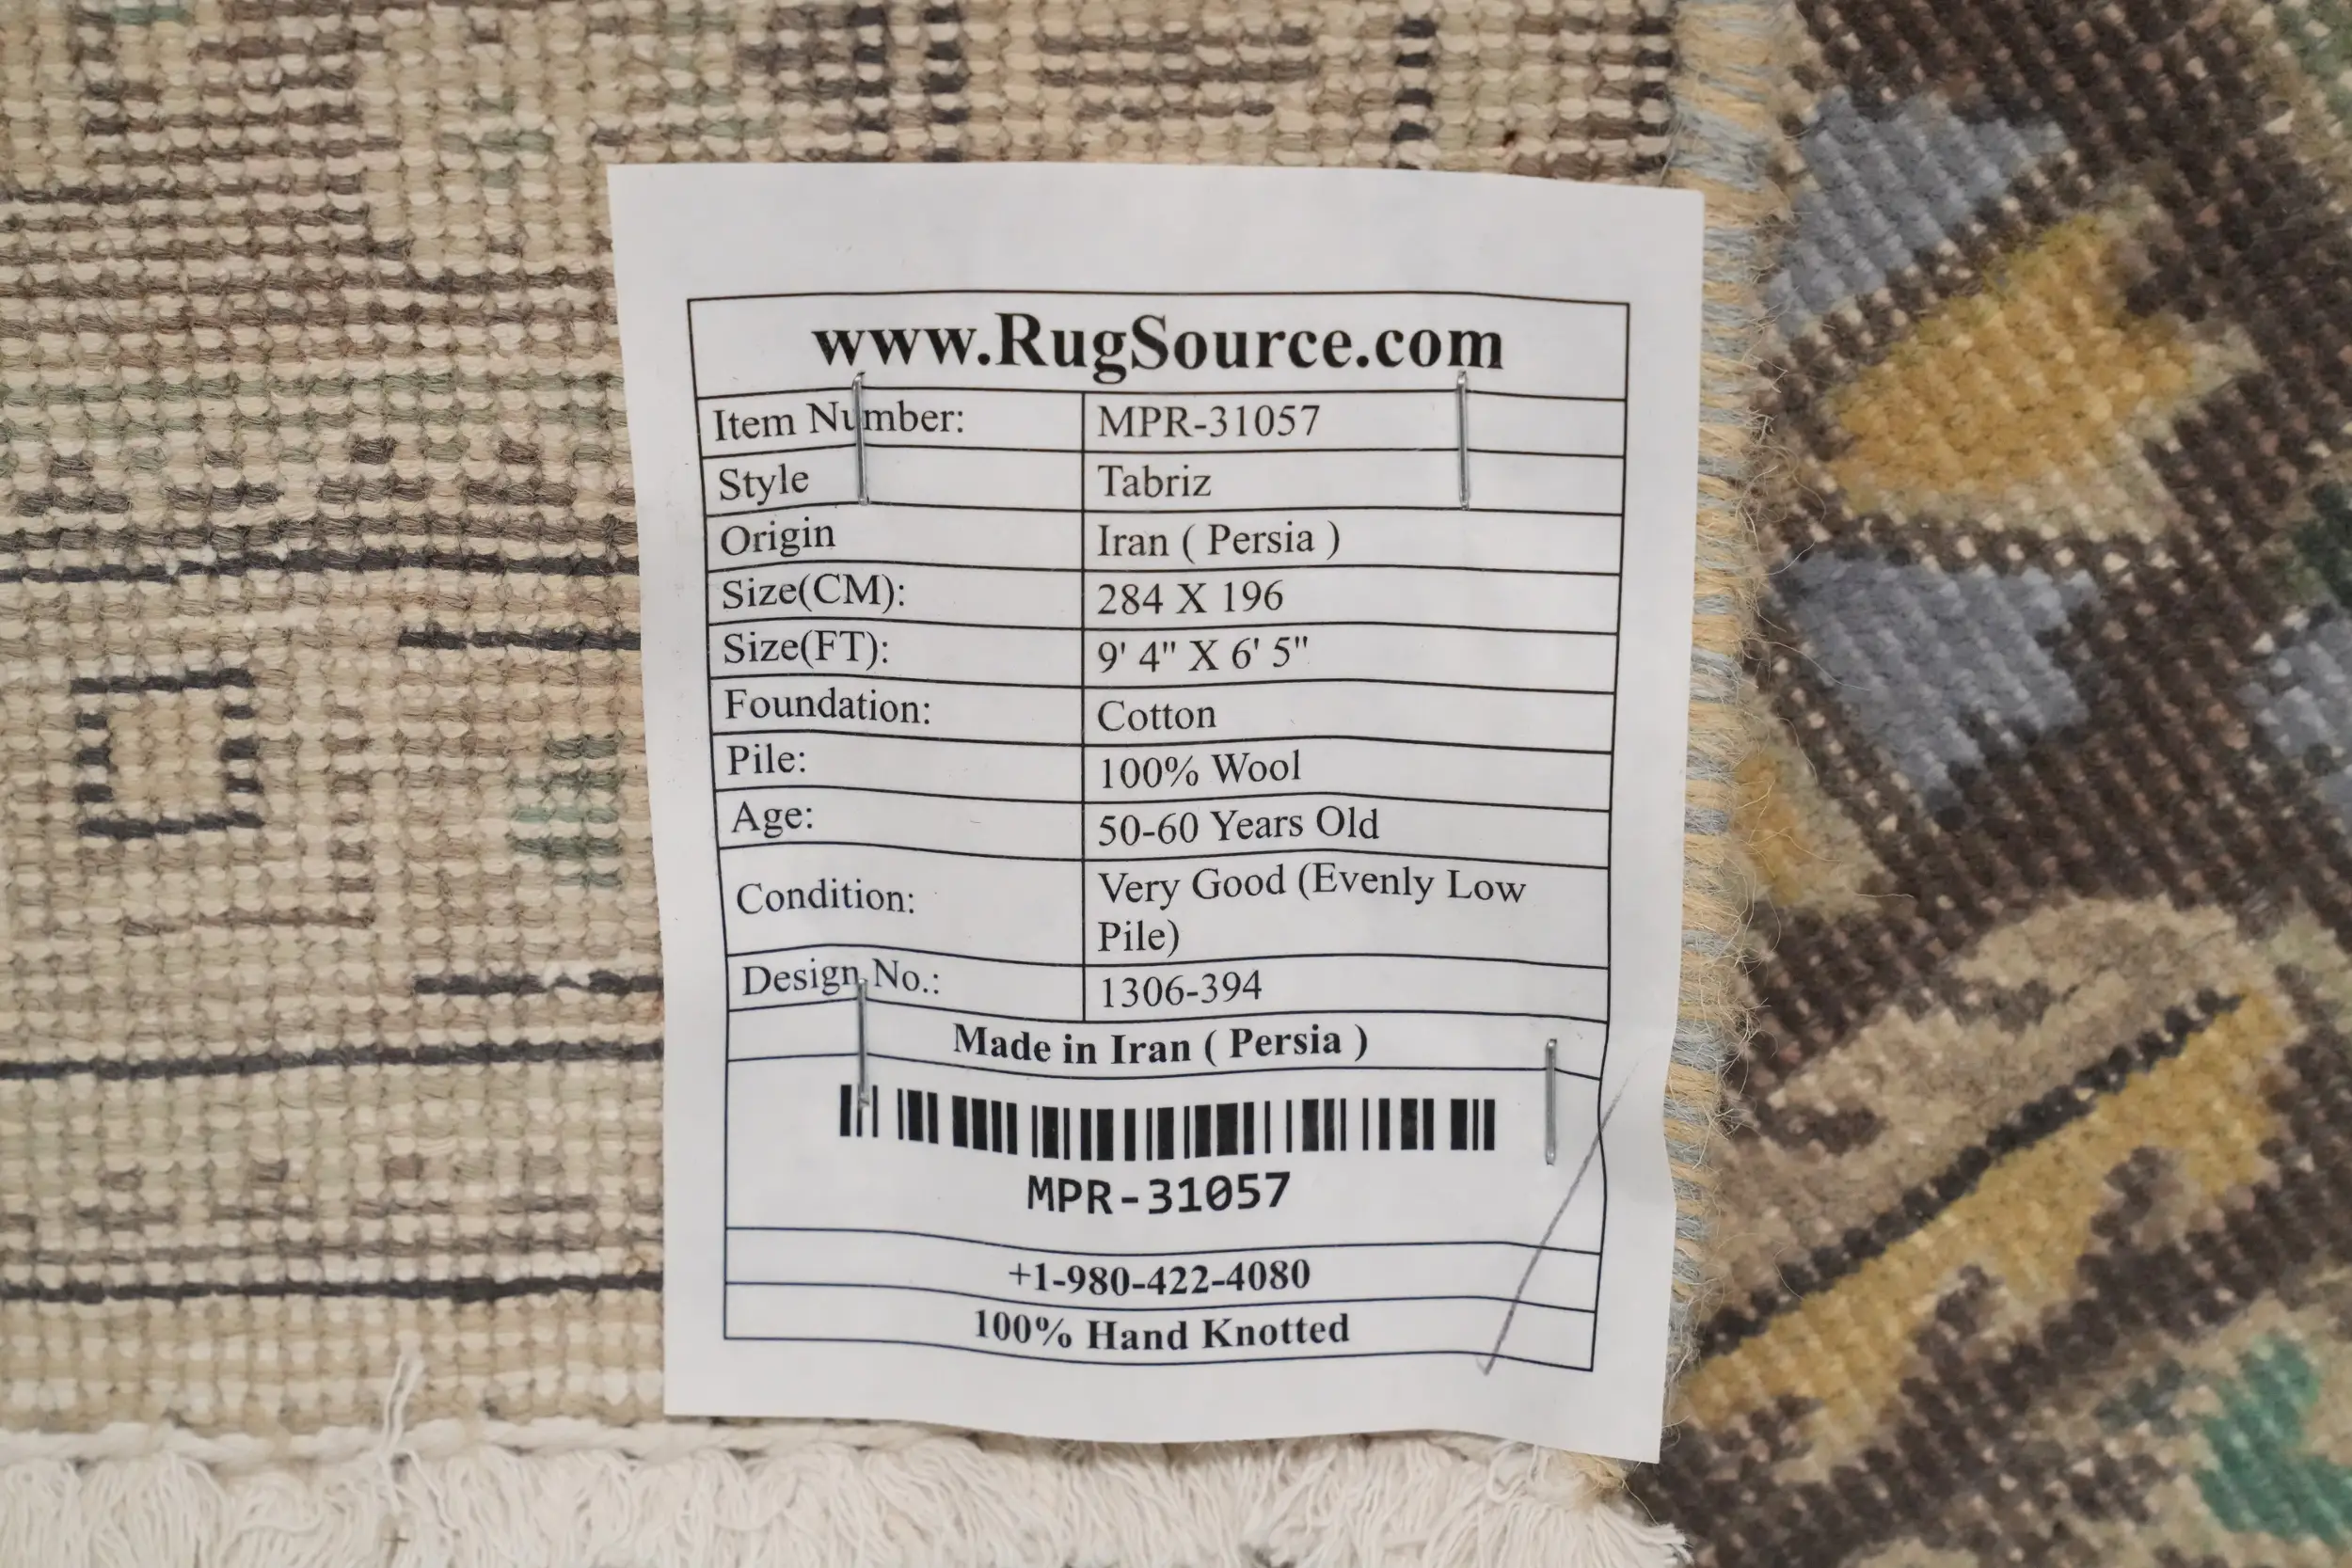 www.RugSource.com
Item Number: MPR-31057
Style Tabriz
Origin Iran ( Persia )
Size(CM): 284 X 196
Size(FT): 9' 4" X 6' 5"
Foundation: Cotton
Pile: 100% Wool
Age: 50-60 Years Old
Condition: Very Good (Evenly Low
Pile)
Design No.: 1306-394
Made in Iran ( Persia )
MPR-31057
+1-980-422-4080
100% Hand Knotted